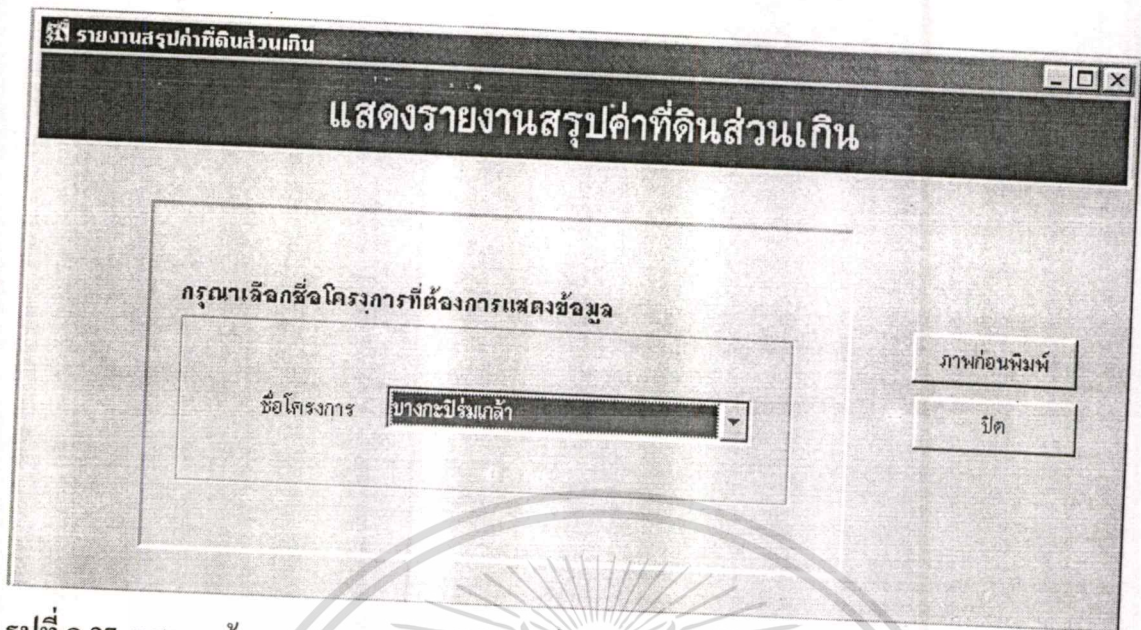 รายงานสรุปค่าที่ดินส่วนเกิน
แสดงรายงานสรุปค่าที่ดินส่วนเกิน
กรุณาเลือกชื่อโครงการที่ต้องการแสดงข้อมูล
ชื่อโครงการ บางกะปิร่มเกล้า
ภาพก่อนพิมพ์
ปิด
รูปที่